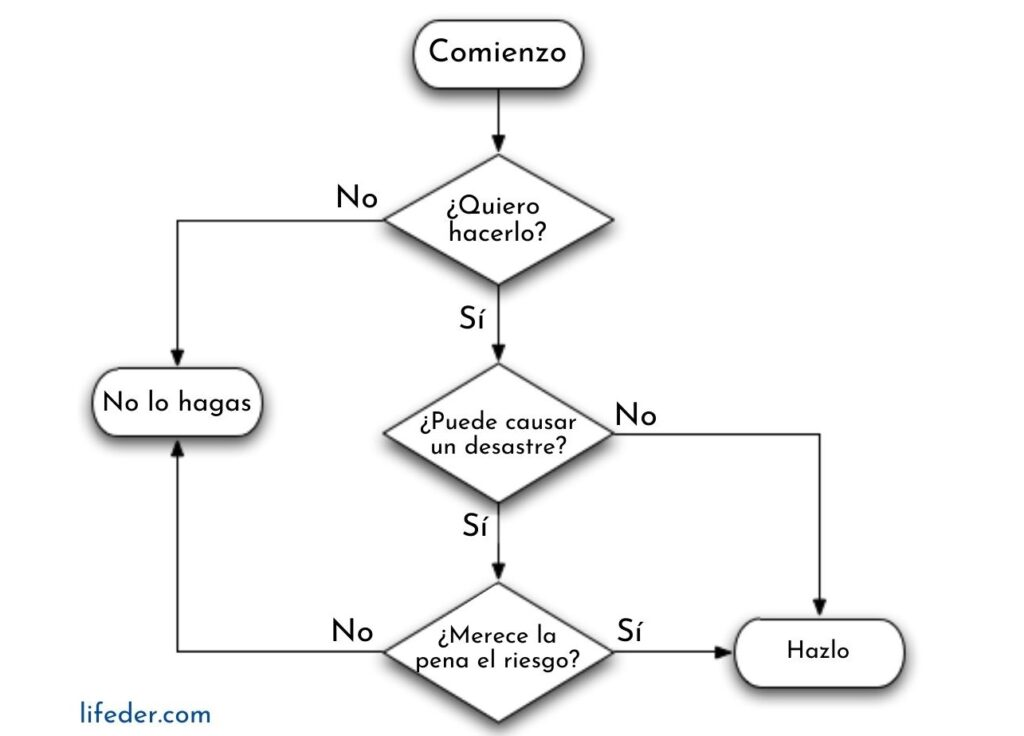 Comienzo
No
¿Quiero
hacerlo?
Sí
No lo hagas
¿Puede causar
un desastre?
No
Sí
No
¿Merece la
pena el riesgo?
Sí
Hazlo
lifeder.com